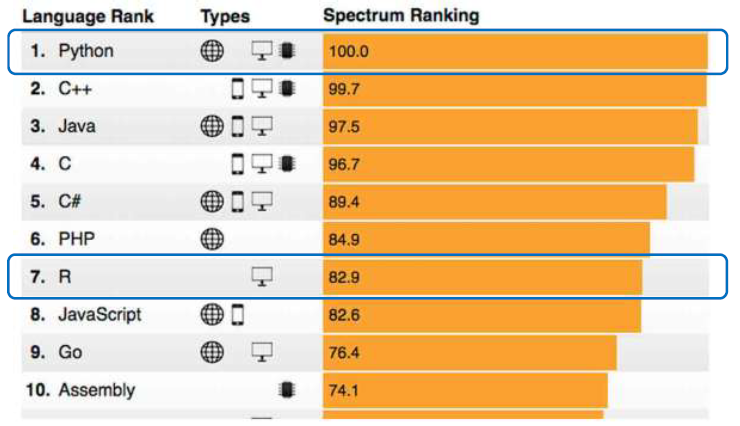 Language Rank Types Spectrum Ranking
1. Python 100.0
2. C++ 99.7
3. Java 97.5
4. C 96.7
5. C# 89.4
6. PHP 84.9
7. R 82.9
8. JavaScript 82.6
9. Go 76.4
10. Assembly 74.1